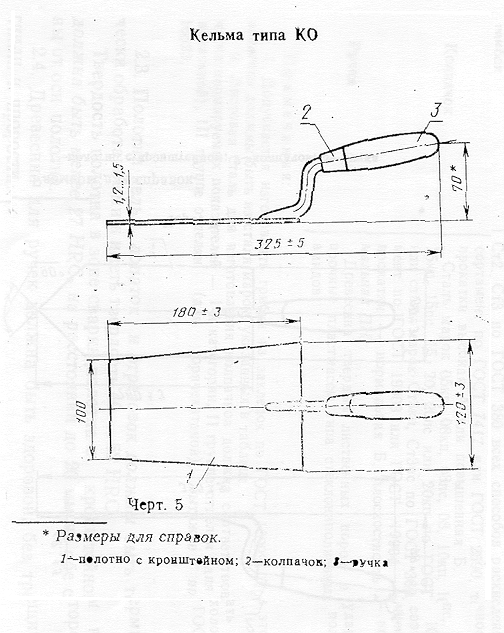 Кельма типа КО
2
3
1,2...1,5
70*
325 ± 5
180 ± 3
100
120 ± 3
1
Черт. 5
* Размеры для справок.
1—полотно с кронштейном; 2—колпачок; 3—ручка